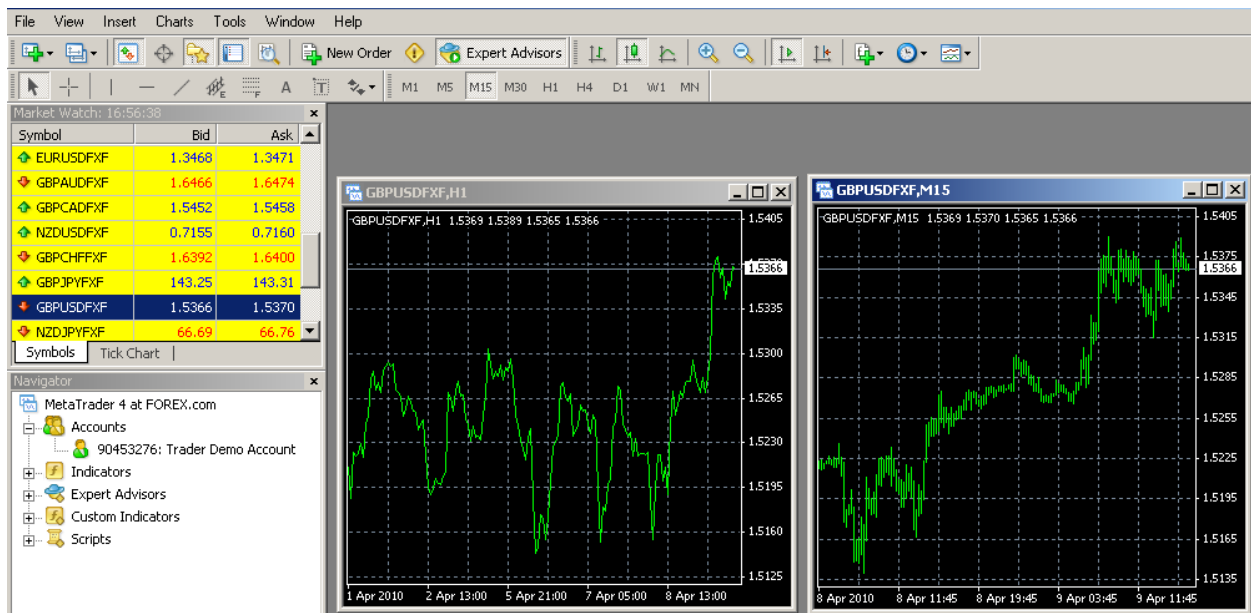 File View Insert Charts Tools Window Help
New Order Expert Advisors
E F A T M1 M5 M15 M30 H1 H4 D1 W1 MN
Market Watch: 16:56:38
Symbol Bid Ask
EURUSDFXF 1.3468 1.3471
GBPAUDFXF 1.6466 1.6474
GBPCADFXF 1.5452 1.5458
NZDUSDFXF 0.7155 0.7160
GBPCHFFXF 1.6392 1.6400
GBPJPYFXF 143.25 143.31
GBPUSDFXF 1.5366 1.5370
NZDJPYFXF 66.69 66.76
Symbols Tick Chart
Navigator
MetaTrader 4 at FOREX.com
Accounts
90453276: Trader Demo Account
Indicators
Expert Advisors
Custom Indicators
Scripts
GBPUSDFXF,H1
GBPUSDFXF,H1 1.5369 1.5389 1.5365 1.5366
1.5405
1.5366
1.5335
1.5300
1.5265
1.5230
1.5195
1.5160
1.5125
1 Apr 2010 2 Apr 13:00 5 Apr 21:00 7 Apr 05:00 8 Apr 13:00
GBPUSDFXF,M15
GBPUSDFXF,M15 1.5369 1.5370 1.5365 1.5366
1.5405
1.5375
1.5366
1.5345
1.5315
1.5285
1.5255
1.5225
1.5195
1.5165
1.5135
8 Apr 2010 8 Apr 11:45 8 Apr 19:45 9 Apr 03:45 9 Apr 11:45